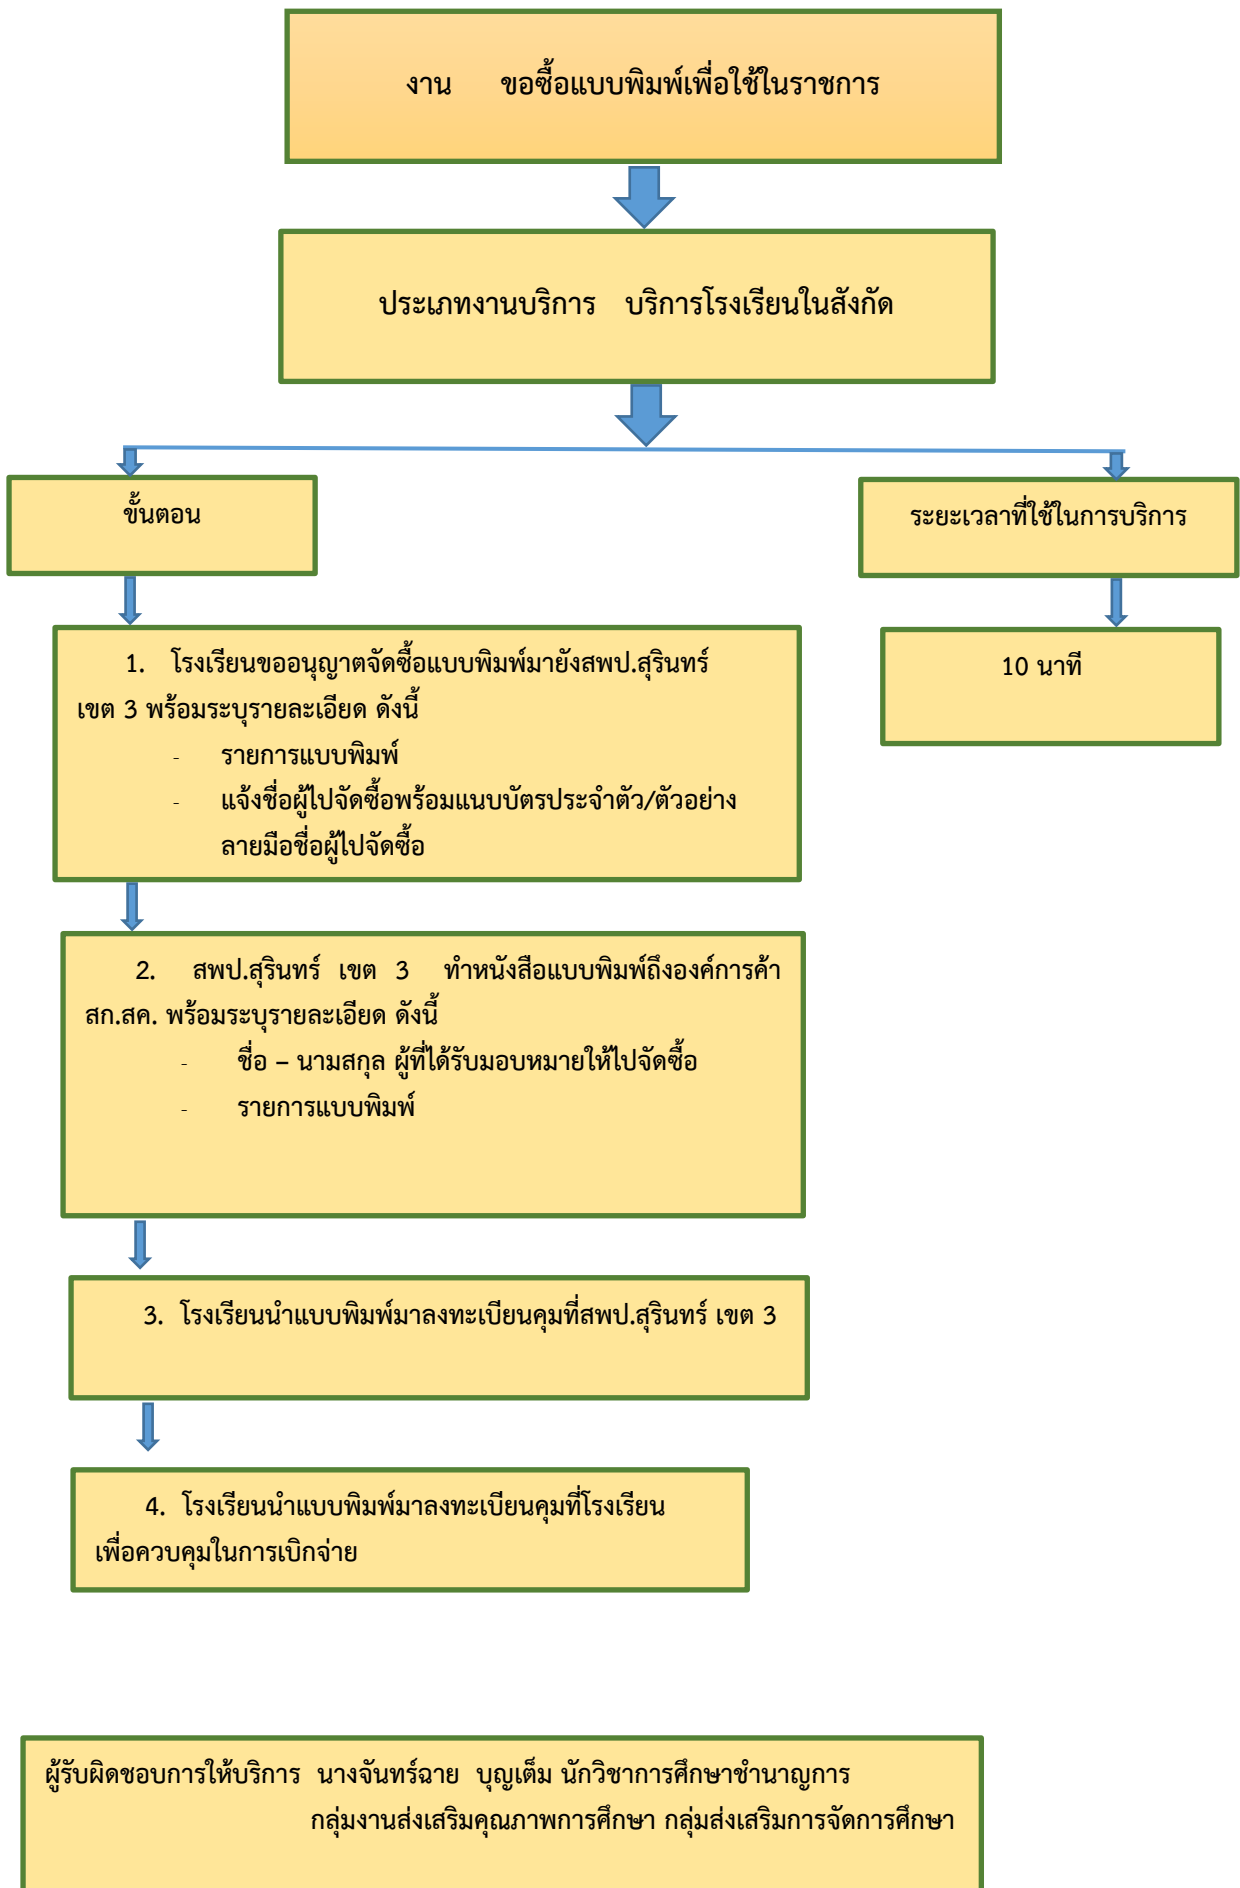 งาน ขอซื้อแบบพิมพ์เพื่อใช้ในราชการ
ประเภทงานบริการ บริการโรงเรียนในสังกัด
ขั้นตอน
ระยะเวลาที่ใช้ในการบริการ
1. โรงเรียนขออนุญาตจัดซื้อแบบพิมพ์มายังสพป.สุรินทร์
เขต 3 พร้อมระบุรายละเอียด ดังนี้
- รายการแบบพิมพ์
- แจ้งชื่อผู้ไปจัดซื้อพร้อมแนบบัตรประจำตัว/ตัวอย่าง
ลายมือชื่อผู้ไปจัดซื้อ
10 นาที
2. สพป.สุรินทร์ เขต 3 ทำหนังสือแบบพิมพ์ถึงองค์การค้า
สก.สค. พร้อมระบุรายละเอียด ดังนี้
- ชื่อ – นามสกุล ผู้ที่ได้รับมอบหมายให้ไปจัดซื้อ
- รายการแบบพิมพ์
3. โรงเรียนนำแบบพิมพ์มาลงทะเบียนคุมที่สพป.สุรินทร์ เขต 3
4. โรงเรียนนำแบบพิมพ์มาลงทะเบียนคุมที่โรงเรียน
เพื่อควบคุมในการเบิกจ่าย
ผู้รับผิดชอบการให้บริการ นางจันทร์ฉาย บุญเต็ม นักวิชาการศึกษาชำนาญการ
กลุ่มงานส่งเสริมคุณภาพการศึกษา กลุ่มส่งเสริมการจัดการศึกษา